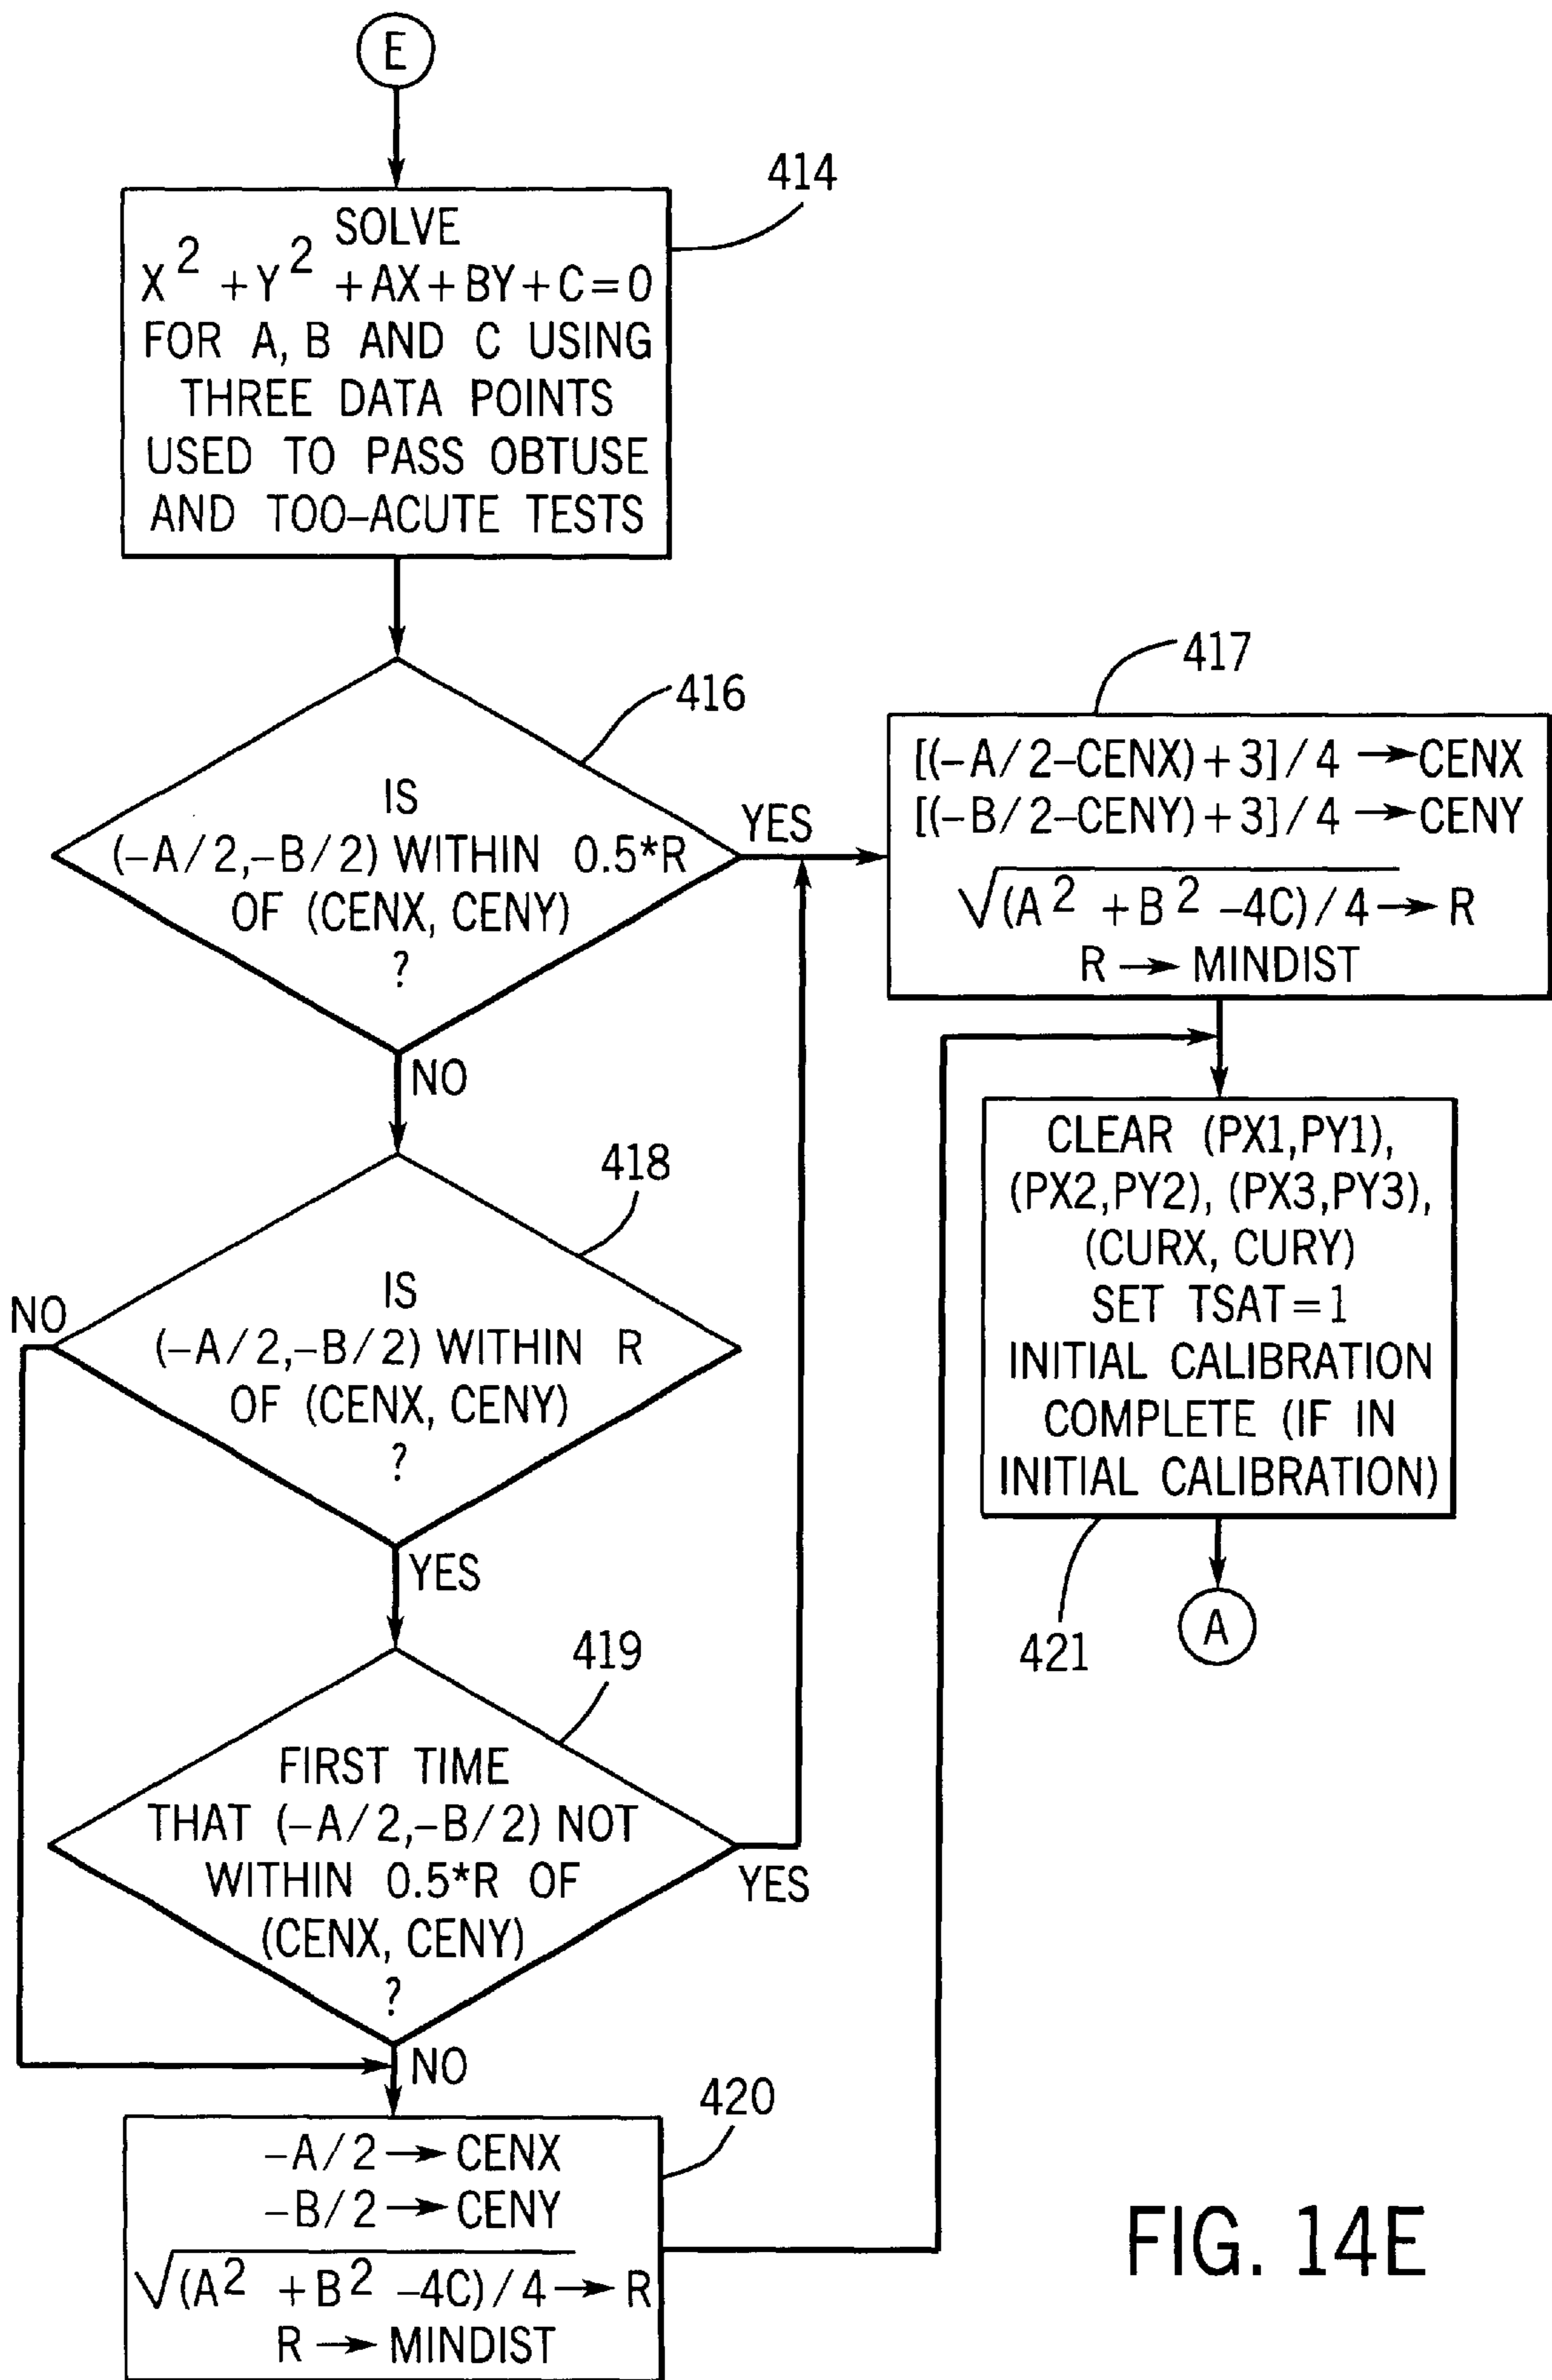 E
414
SOLVE
X² +Y² +AX+BY+C=0
FOR A, B AND C USING
THREE DATA POINTS
USED TO PASS OBTUSE
AND TOO-ACUTE TESTS
416
IS
(-A/2,-B/2) WITHIN 0.5*R
OF (CENX, CENY)
?
YES
NO
417
[(-A/2-CENX)+3]/4 → CENX
[(-B/2-CENY)+3]/4 → CENY
√(A² +B² -4C)/4 → R
R → MINDIST
418
IS
(-A/2,-B/2) WITHIN R
OF (CENX, CENY)
?
NO
YES
CLEAR (PX1,PY1),
(PX2,PY2), (PX3,PY3),
(CURX, CURY)
SET TSAT=1
INITIAL CALIBRATION
COMPLETE (IF IN
INITIAL CALIBRATION)
421
A
419
FIRST TIME
THAT (-A/2,-B/2) NOT
WITHIN 0.5*R OF
(CENX, CENY)
?
YES
NO
420
-A/2 → CENX
-B/2 → CENY
√(A² +B² -4C)/4 → R
R → MINDIST
FIG. 14E